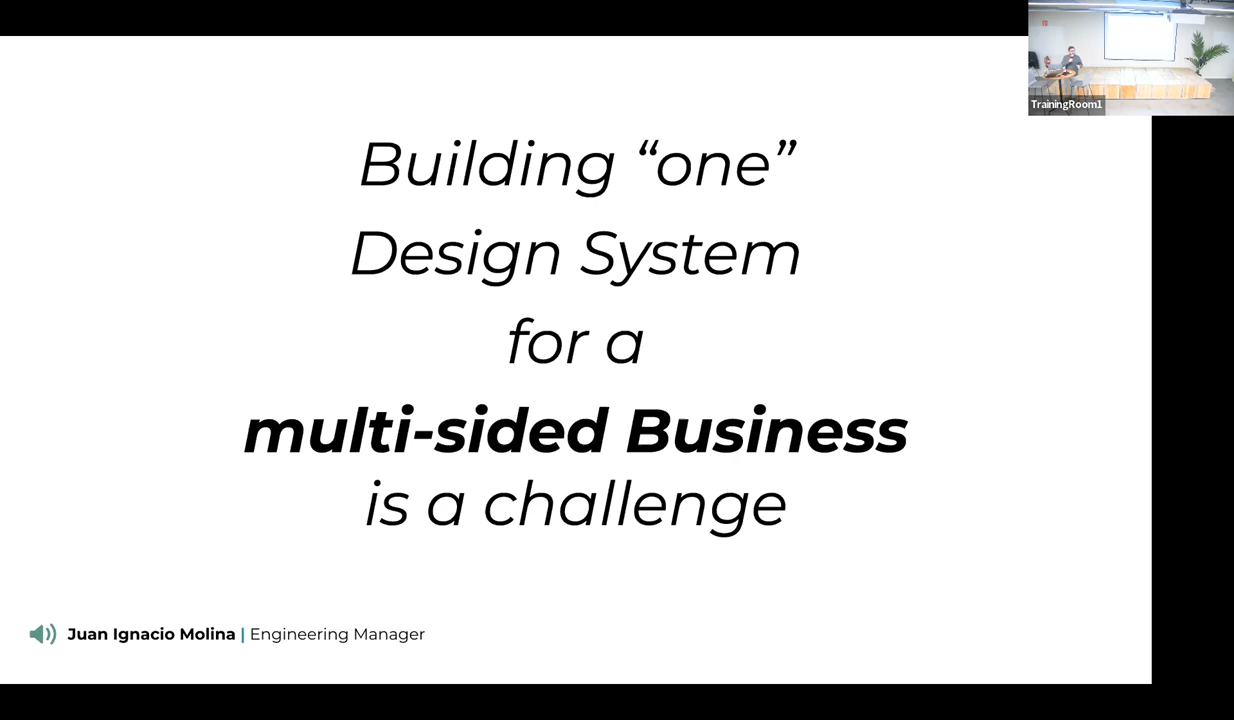 TrainingRoom1
Building “one”
Design System
for a
multi-sided Business
is a challenge
Juan Ignacio Molina | Engineering Manager